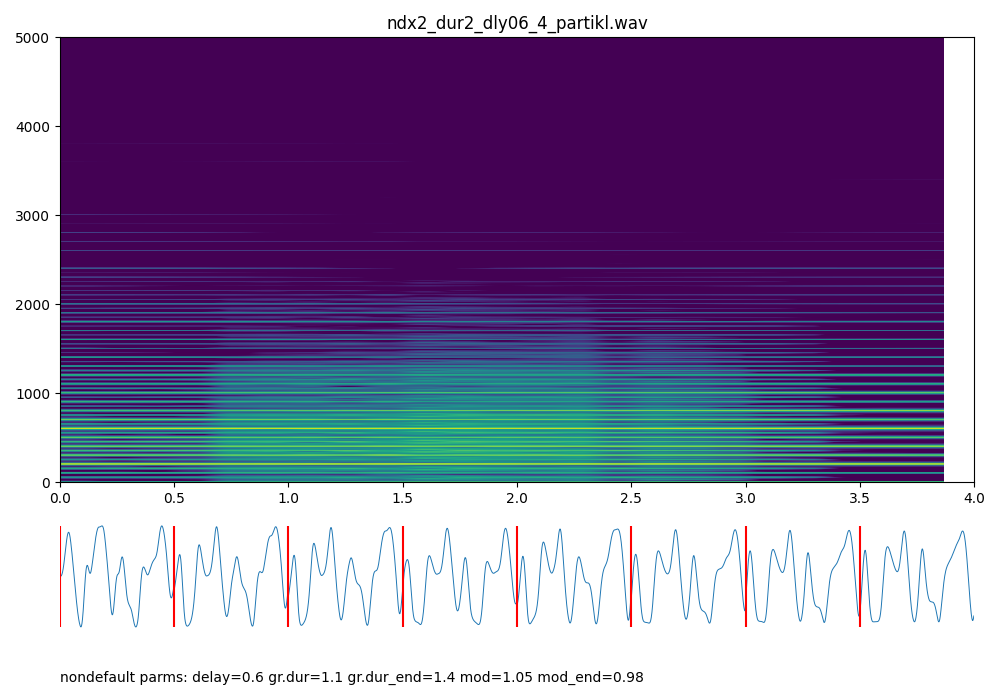 ndx2_dur2_dly06_4_partikl.wav
5000
4000
3000
2000
1000
0
0.0 0.5 1.0 1.5 2.0 2.5 3.0 3.5 4.0
nondefault parms: delay=0.6 gr.dur=1.1 gr.dur_end=1.4 mod=1.05 mod_end=0.98